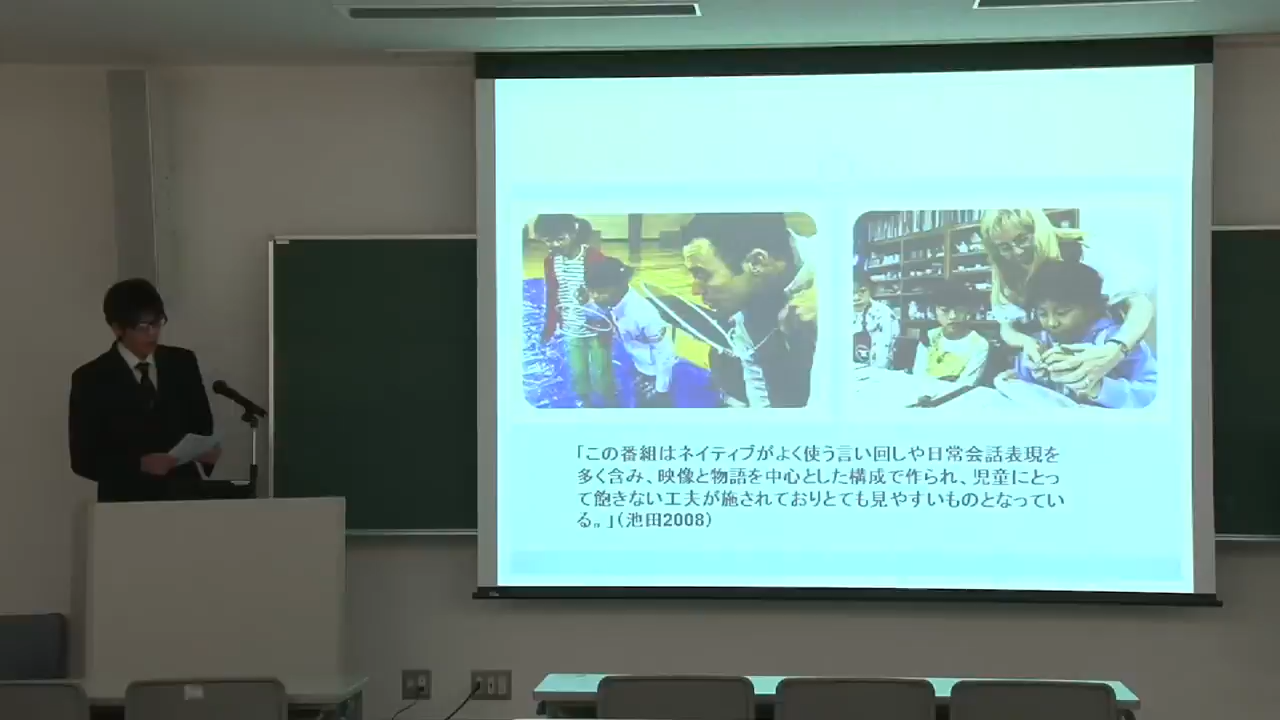 「この番組はネイティブがよく使う言い回しや日常会話表現を
多く含み、映像と物語を中心とした構成で作られ、児童にとっ
て飽きない工夫が施されておりとても見やすいものとなってい
る。」（池田2008）